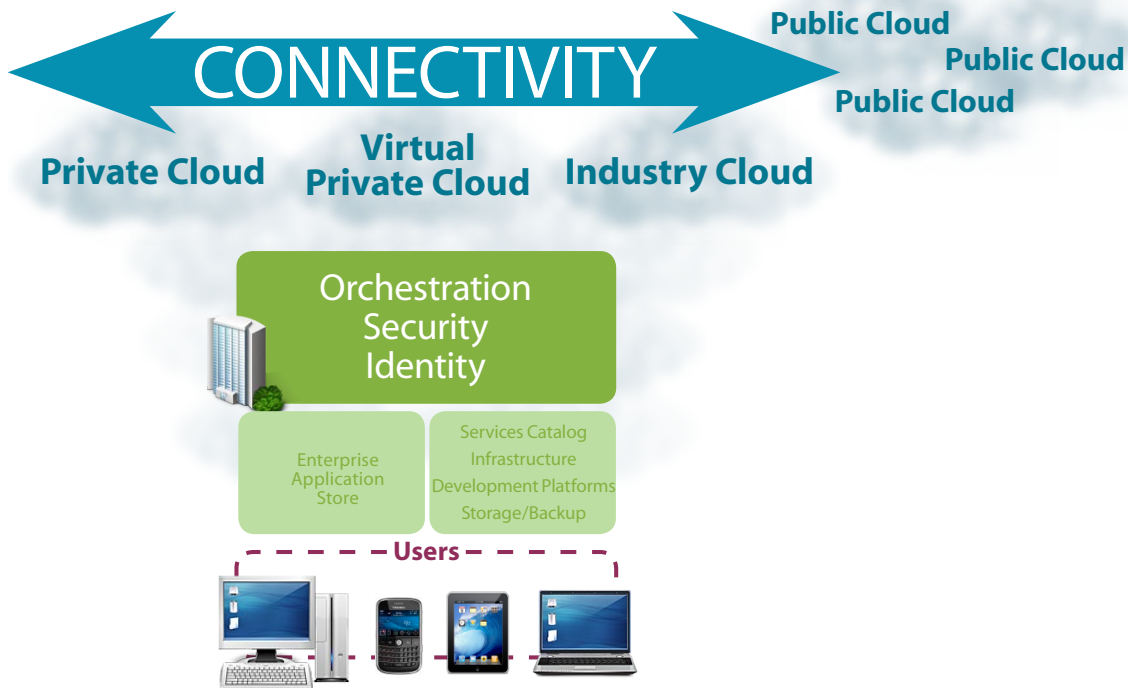 Public Cloud
Public Cloud
Public Cloud
CONNECTIVITY
Private Cloud
Virtual
Private Cloud
Industry Cloud
Orchestration
Security
Identity
Enterprise
Application
Store
Services Catalog
Infrastructure
Development Platforms
Storage/Backup
Users